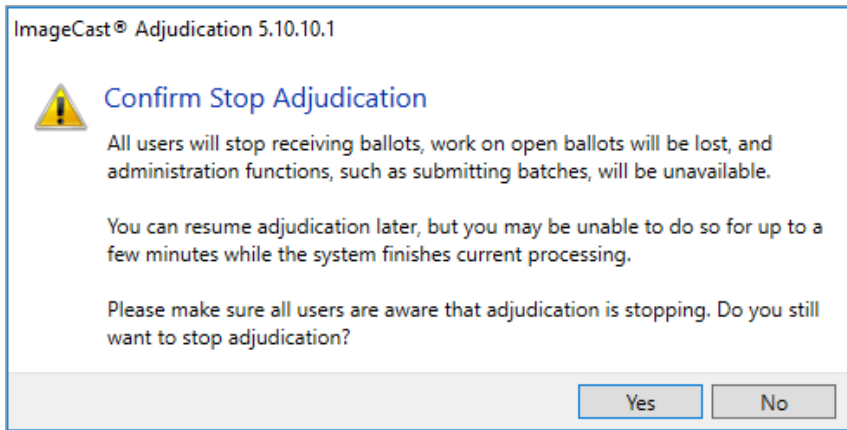 ImageCast® Adjudication 5.10.10.1
Confirm Stop Adjudication
All users will stop receiving ballots, work on open ballots will be lost, and
administration functions, such as submitting batches, will be unavailable.
You can resume adjudication later, but you may be unable to do so for up to a
few minutes while the system finishes current processing.
Please make sure all users are aware that adjudication is stopping. Do you still
want to stop adjudication?
Yes No